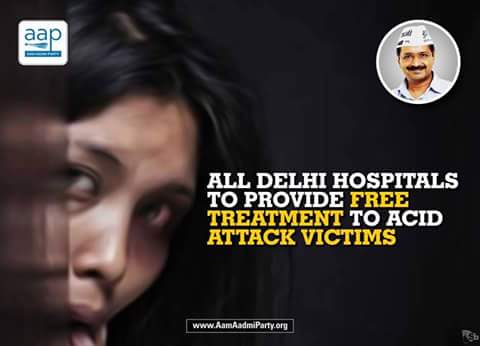 aap
AAM AADMI PARTY
ALL DELHI HOSPITALS
TO PROVIDE FREE
TREATMENT TO ACID
ATTACK VICTIMS
www.AamAadmiParty.org